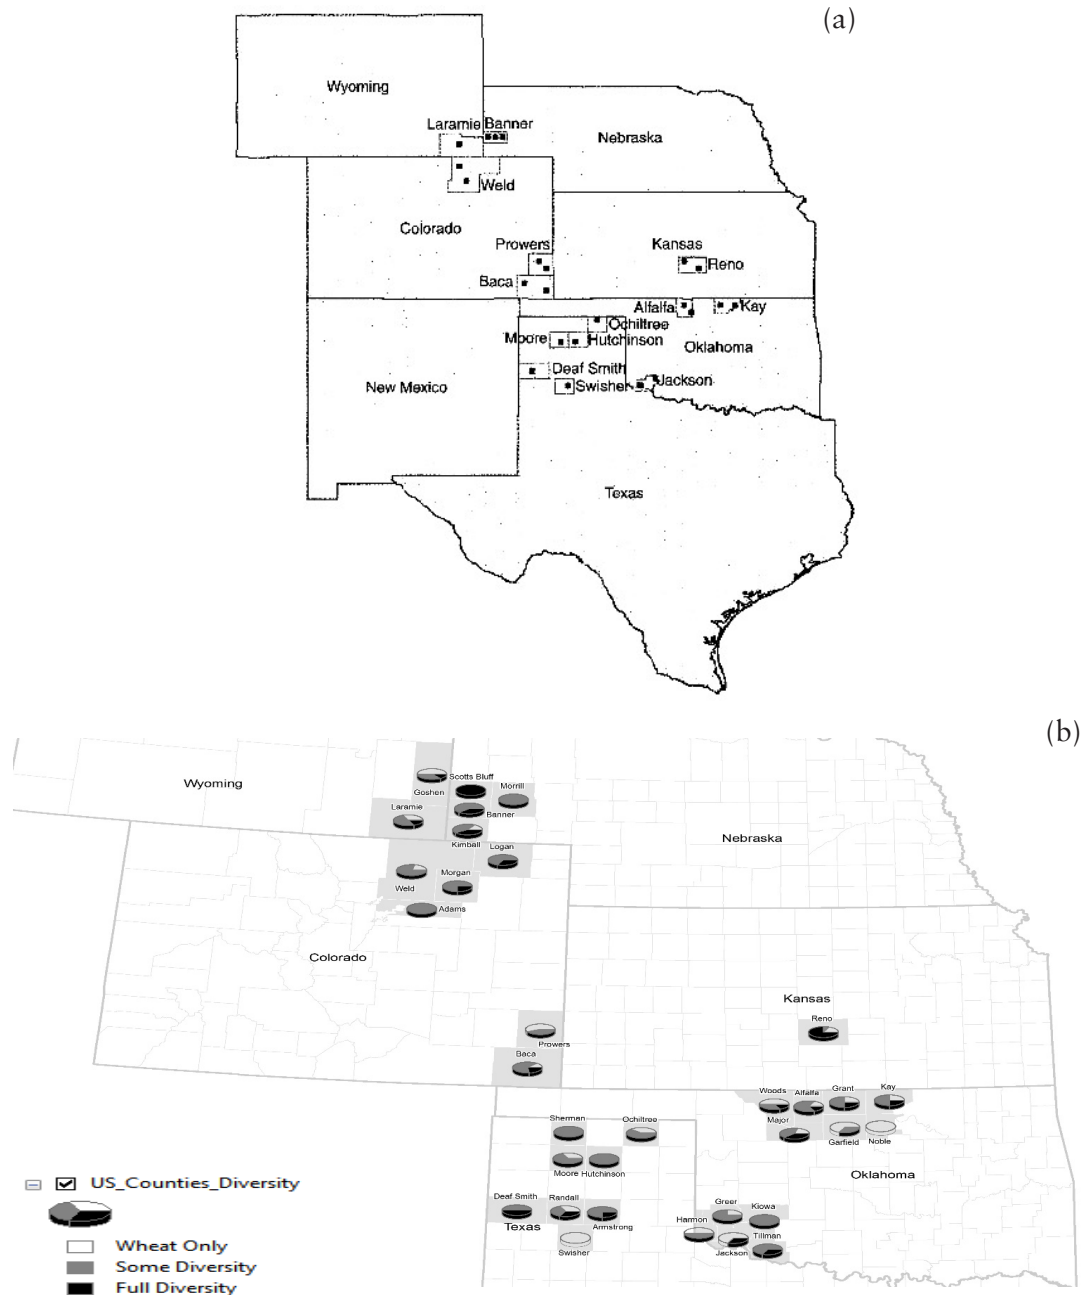 (a)
Wyoming
Laramie Banner
Nebraska
Weld
Colorado
Prowers
Kansas
Reno
Baca
Alfalfa
Kay
Ochiltree
Moore
Hutchinson
Oklahoma
Deaf Smith
New Mexico
Swisher
Jackson
Texas
(b)
Wyoming
Scotts Bluff
Morrill
Goshen
Laramie
Banner
Nebraska
Kimball
Logan
Morgan
Weld
Adams
Colorado
Kansas
Reno
Prowers
Baca
Woods
Alfalfa
Grant
Kay
Sherman
Ochiltree
Major
Garfield
Noble
Moore
Hutchinson
Oklahoma
US_Counties_Diversity
Deaf Smith
Randall
Greer
Kiowa
Texas
Armstrong
Harmon
Tillman
Swisher
Jackson
Wheat Only
Some Diversity
Full Diversity